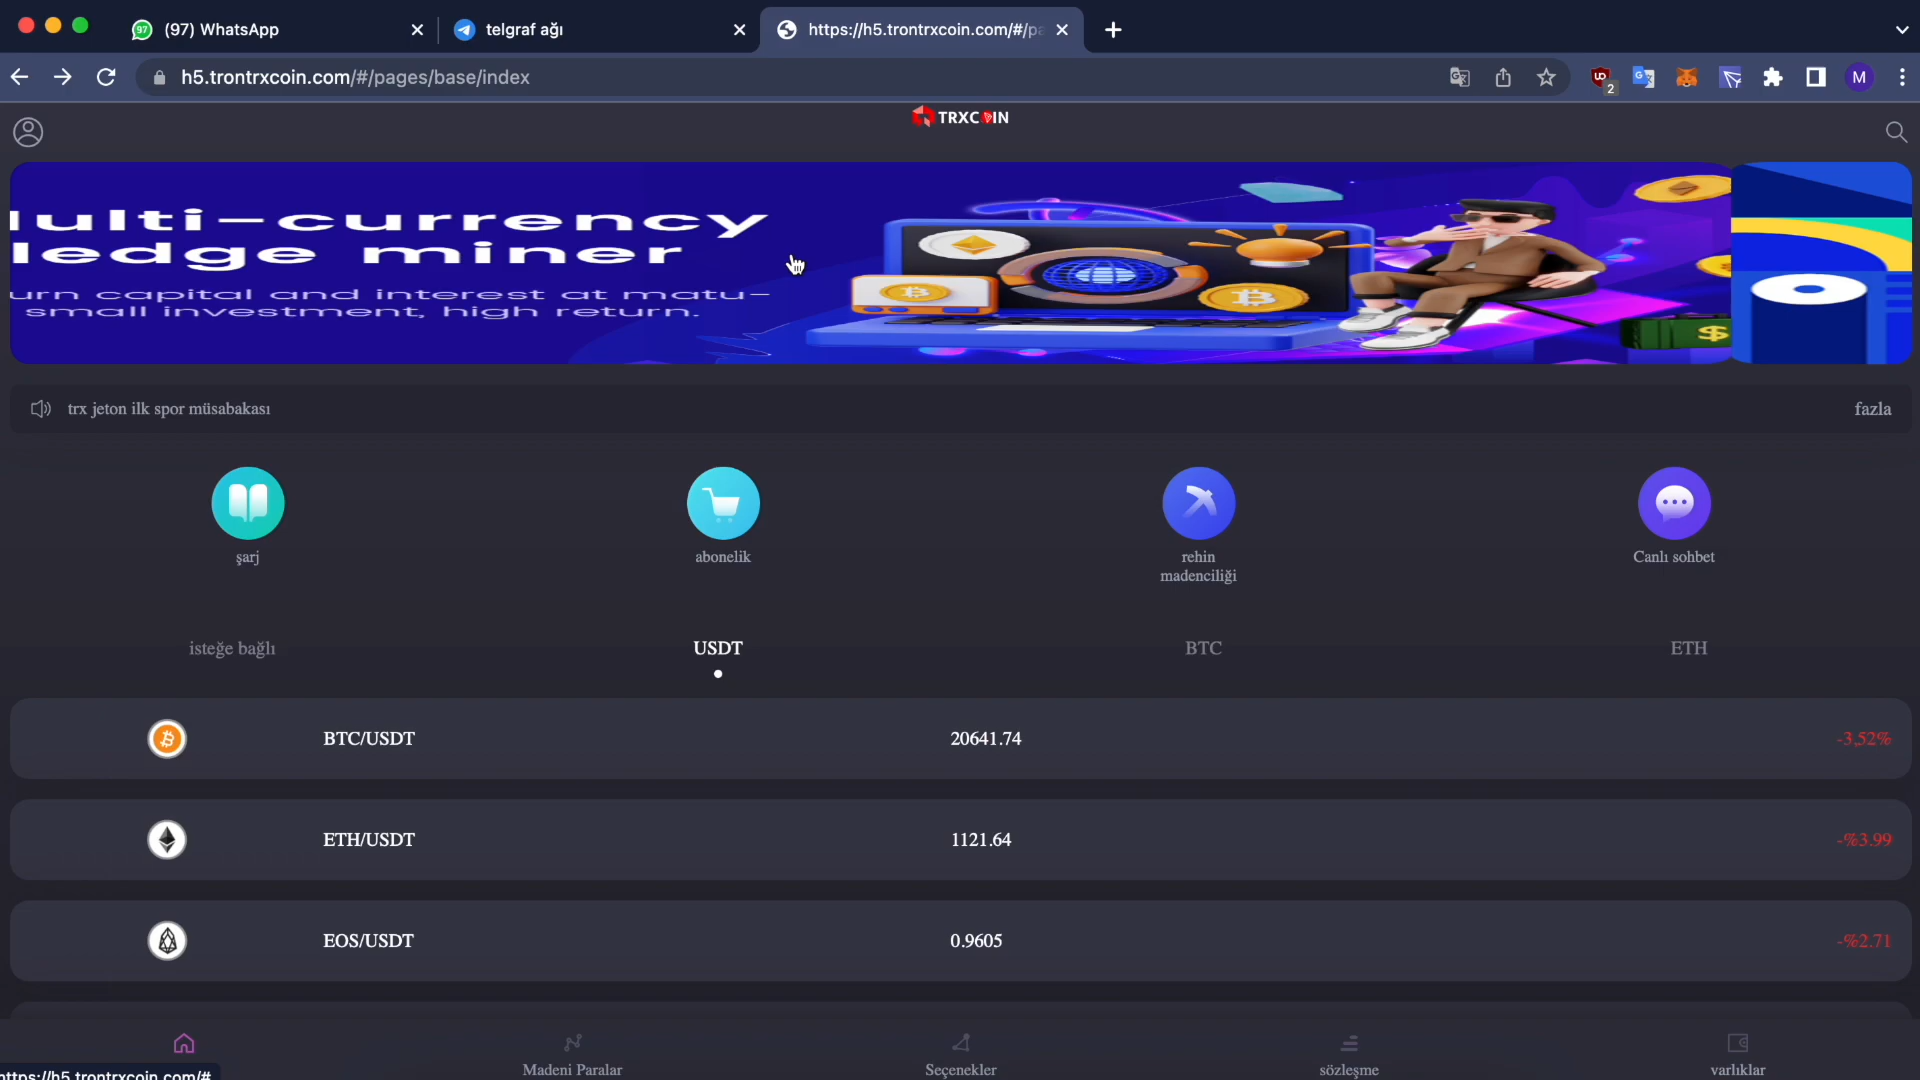 (97) WhatsApp
telgraf ağı
https://h5.trontrxcoin.com/#/pa
h5.trontrxcoin.com/#/pages/base/index
2
M
TRXCOIN
ulti-currency
ledge miner
urn capital and interest at matu-
small investment, high return.
trx jeton ilk spor müsabakası
fazla
şarj
abonelik
rehin
madenciliği
Canlı sohbet
isteğe bağlı
USDT
BTC
ETH
BTC/USDT
20641.74
-3,52%
ETH/USDT
1121.64
-%3.99
EOS/USDT
0.9605
-%2.71
Madeni Paralar
Seçenekler
sözleşme
varlıklar
https://h5.trontrxcoin.com/#